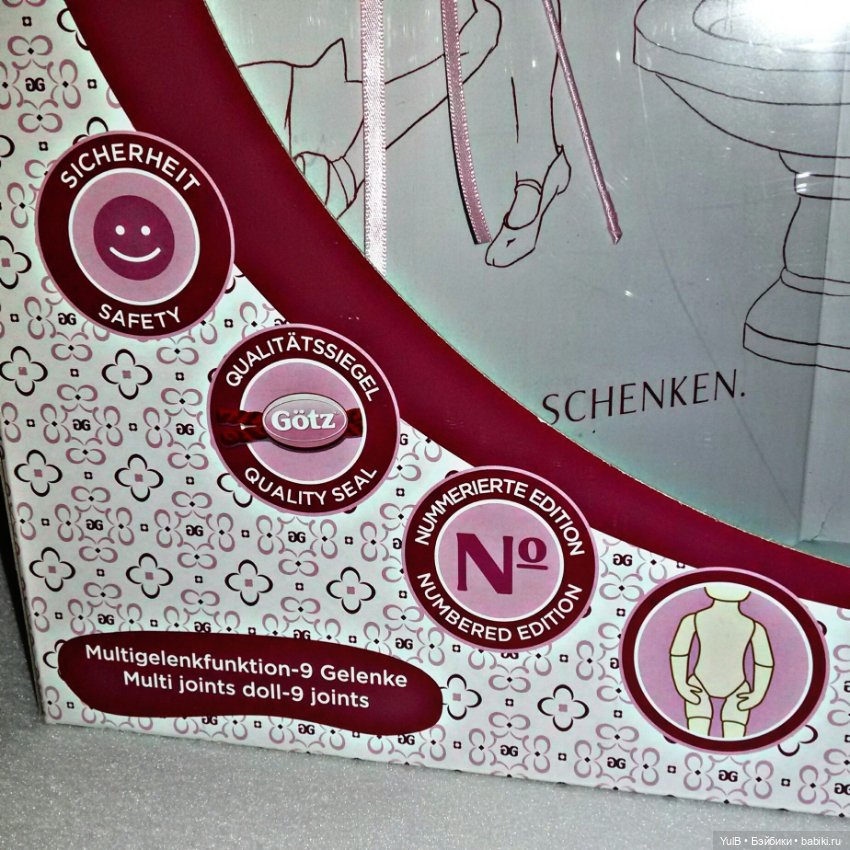 SICHERHEIT
SAFETY
SCHENKEN.
QUALITÄTSSIEGEL
Götz
QUALITY SEAL
NUMMERIERTE EDITION
Nº
NUMBERED EDITION
Multigelenkfunktion-9 Gelenke
Multi joints doll-9 joints
YulB • Бэйбики • babiki.ru